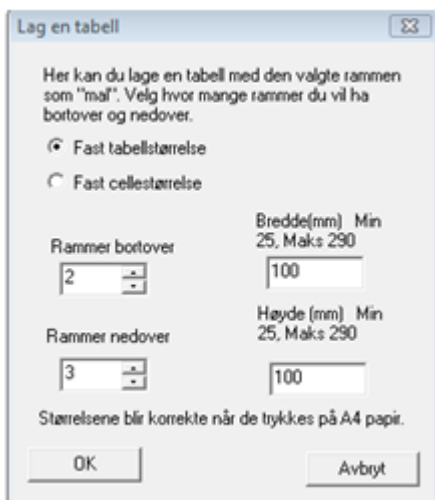 Lag en tabell
Her kan du lage en tabell med den valgte rammen
som "mal". Velg hvor mange rammer du vil ha
bortover og nedover.
Fast tabellstørrelse
Fast cellestørrelse
Rammer bortover
2
Bredde(mm) Min
25, Maks 290
100
Rammer nedover
3
Høyde (mm) Min
25, Maks 290
100
Størrelsene blir korrekte når de trykkes på A4 papir.
OK
Avbryt